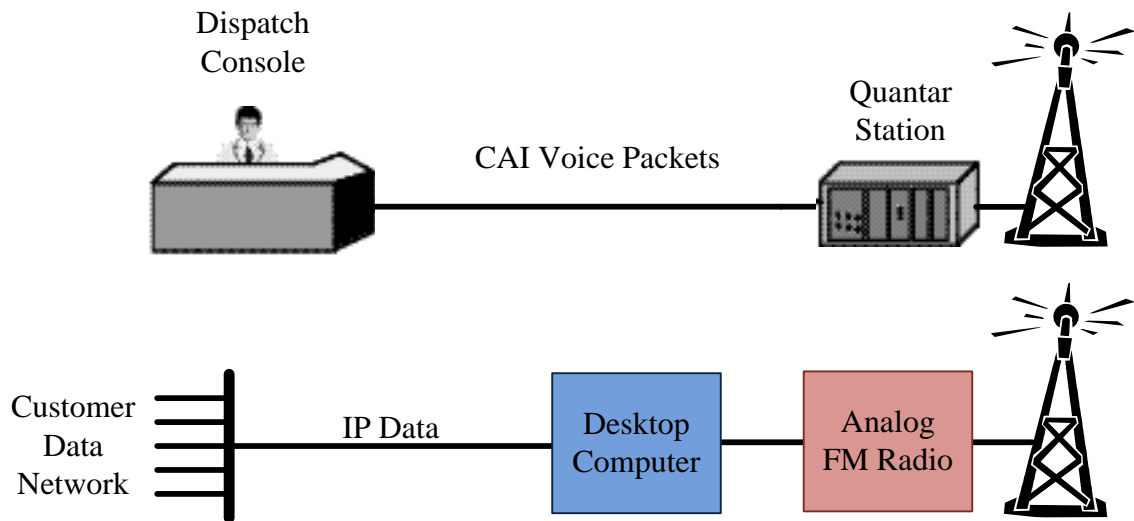 Dispatch
Console
Quantar
Station
CAI Voice Packets
Customer
Data
Network
IP Data
Desktop
Computer
Analog
FM Radio